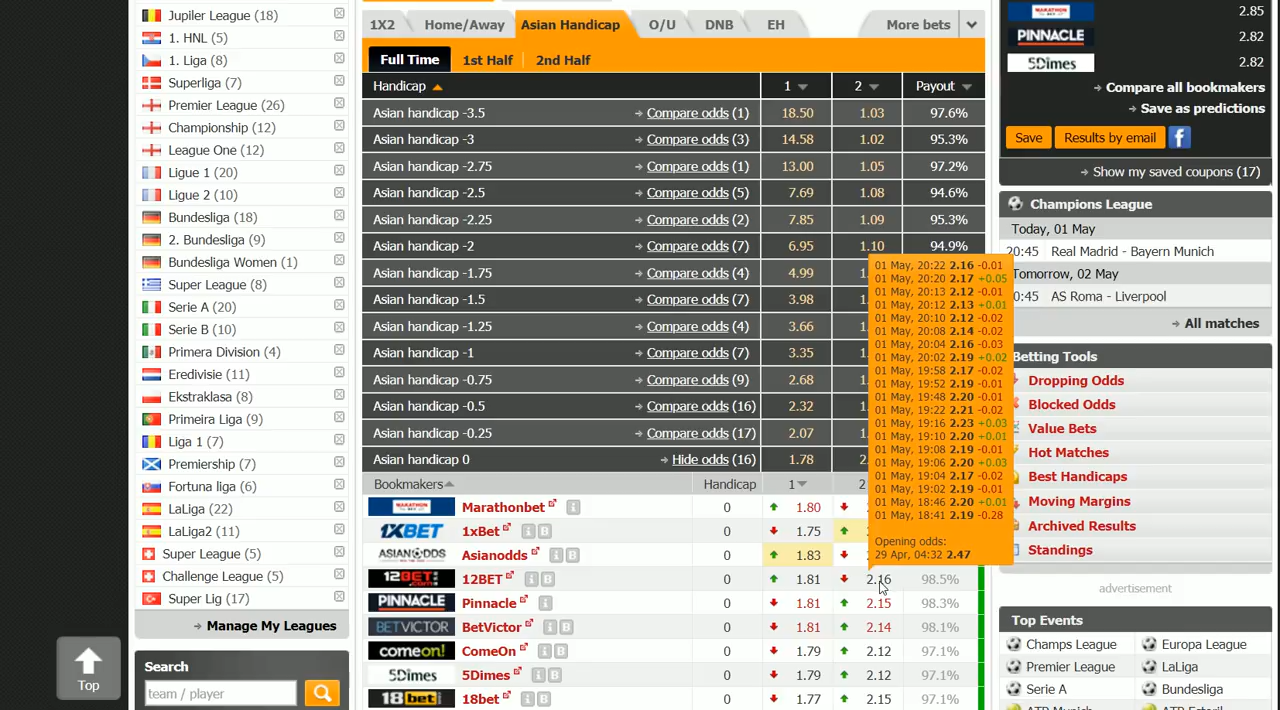 Jupiler League (18)
1. HNL (5)
1. Liga (8)
Superliga (7)
Premier League (26)
Championship (12)
League One (12)
Ligue 1 (20)
Ligue 2 (10)
Bundesliga (18)
2. Bundesliga (9)
Bundesliga Women (1)
Super League (8)
Serie A (20)
Serie B (10)
Primera Division (4)
Eredivisie (11)
Ekstraklasa (8)
Primeira Liga (9)
Liga 1 (7)
Premiership (7)
Fortuna liga (6)
LaLiga (22)
LaLiga2 (11)
Super League (5)
Challenge League (5)
Super Lig (17)
Manage My Leagues
Search
team / player
Top
1X2 Home/Away Asian Handicap O/U DNB EH More bets
Full Time 1st Half 2nd Half
Handicap 1 2 Payout
Asian handicap -3.5 Compare odds (1) 18.50 1.03 97.6%
Asian handicap -3 Compare odds (3) 14.58 1.02 95.3%
Asian handicap -2.75 Compare odds (1) 13.00 1.05 97.2%
Asian handicap -2.5 Compare odds (5) 7.69 1.08 94.6%
Asian handicap -2.25 Compare odds (2) 7.85 1.09 95.3%
Asian handicap -2 Compare odds (7) 6.95 1.10 94.9%
Asian handicap -1.75 Compare odds (4) 4.99 1.
Asian handicap -1.5 Compare odds (7) 3.98 1.
Asian handicap -1.25 Compare odds (4) 3.66 1.
Asian handicap -1 Compare odds (7) 3.35 1.
Asian handicap -0.75 Compare odds (9) 2.68 1.
Asian handicap -0.5 Compare odds (16) 2.32 1.
Asian handicap -0.25 Compare odds (17) 2.07 1.
Asian handicap 0 Hide odds (16) 1.78 2.
Bookmakers Handicap 1 2
MARATHON Marathonbet 0 1.80
1XBET 1xBet 0 1.75
ASIANODDS Asianodds 0 1.83
12BET.com 12BET 0 1.81 2.16 98.5%
PINNACLE Pinnacle 0 1.81 2.15 98.3%
BETVICTOR BetVictor 0 1.81 2.14 98.1%
comeon! ComeOn 0 1.79 2.12 97.1%
5Dimes 5Dimes 0 1.79 2.12 97.1%
18bet 18bet 0 1.77 2.15 97.1%
01 May, 20:22 2.16 -0.01
01 May, 20:20 2.17 +0.05
01 May, 20:13 2.12 -0.01
01 May, 20:12 2.13 +0.01
01 May, 20:10 2.12 -0.02
01 May, 20:08 2.14 -0.02
01 May, 20:04 2.16 -0.03
01 May, 20:02 2.19 +0.02
01 May, 19:58 2.17 -0.02
01 May, 19:52 2.19 -0.01
01 May, 19:48 2.20 -0.01
01 May, 19:22 2.21 -0.02
01 May, 19:16 2.23 +0.03
01 May, 19:10 2.20 +0.01
01 May, 19:08 2.19 -0.01
01 May, 19:06 2.20 +0.03
01 May, 19:04 2.17 -0.02
01 May, 19:02 2.19 -0.01
01 May, 18:46 2.20 +0.01
01 May, 18:41 2.19 -0.28
Opening odds:
29 Apr, 04:32 2.47
MARATHON 2.85
PINNACLE 2.82
5Dimes 2.82
Compare all bookmakers
Save as predictions
Save Results by email f
Show my saved coupons (17)
Champions League
Today, 01 May
20:45 Real Madrid - Bayern Munich
Tomorrow, 02 May
0:45 AS Roma - Liverpool
All matches
Betting Tools
Dropping Odds
Blocked Odds
Value Bets
Hot Matches
Best Handicaps
Moving Margins
Archived Results
Standings
advertisement
Top Events
Champs League Europa League
Premier League LaLiga
Serie A Bundesliga
ATP Munich ATP Estoril